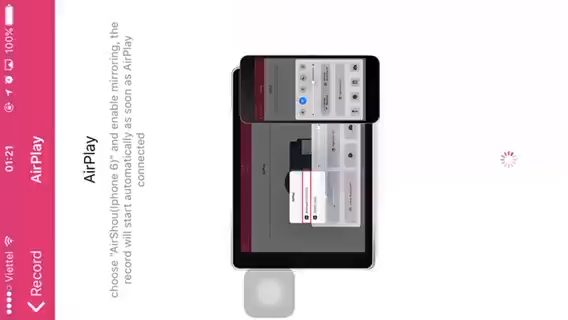 Viettel 01:21 100%
Record AirPlay
AirPlay
choose "AirShou(Iphone 6)" and enable mirroring, the
record will start automatically as soon as AirPlay
connected